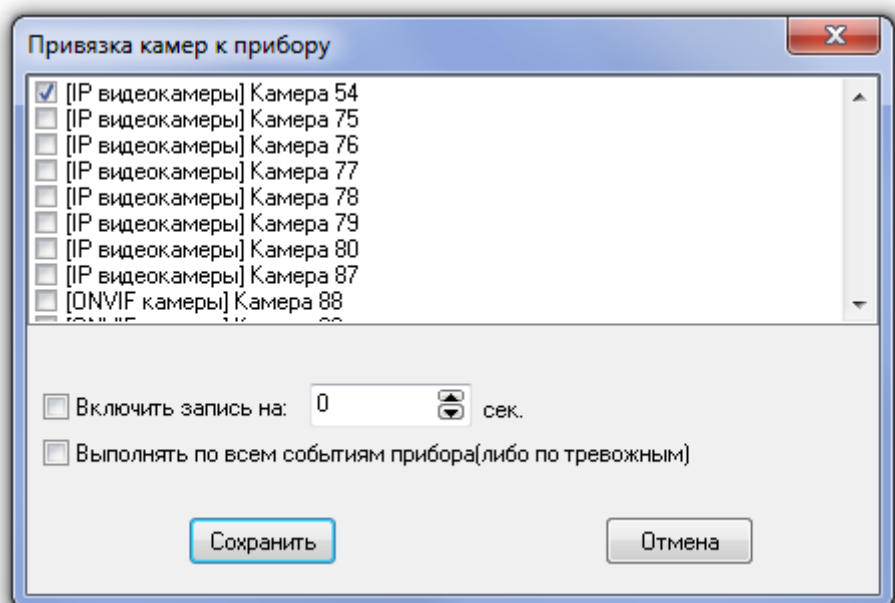 Привязка камер к прибору
[IP видеокамеры] Камера 54
[IP видеокамеры] Камера 75
[IP видеокамеры] Камера 76
[IP видеокамеры] Камера 77
[IP видеокамеры] Камера 78
[IP видеокамеры] Камера 79
[IP видеокамеры] Камера 80
[IP видеокамеры] Камера 87
[ONVIF камеры] Камера 88
Включить запись на: 0 сек.
Выполнять по всем событиям прибора(либо по тревожным)
Сохранить Отмена